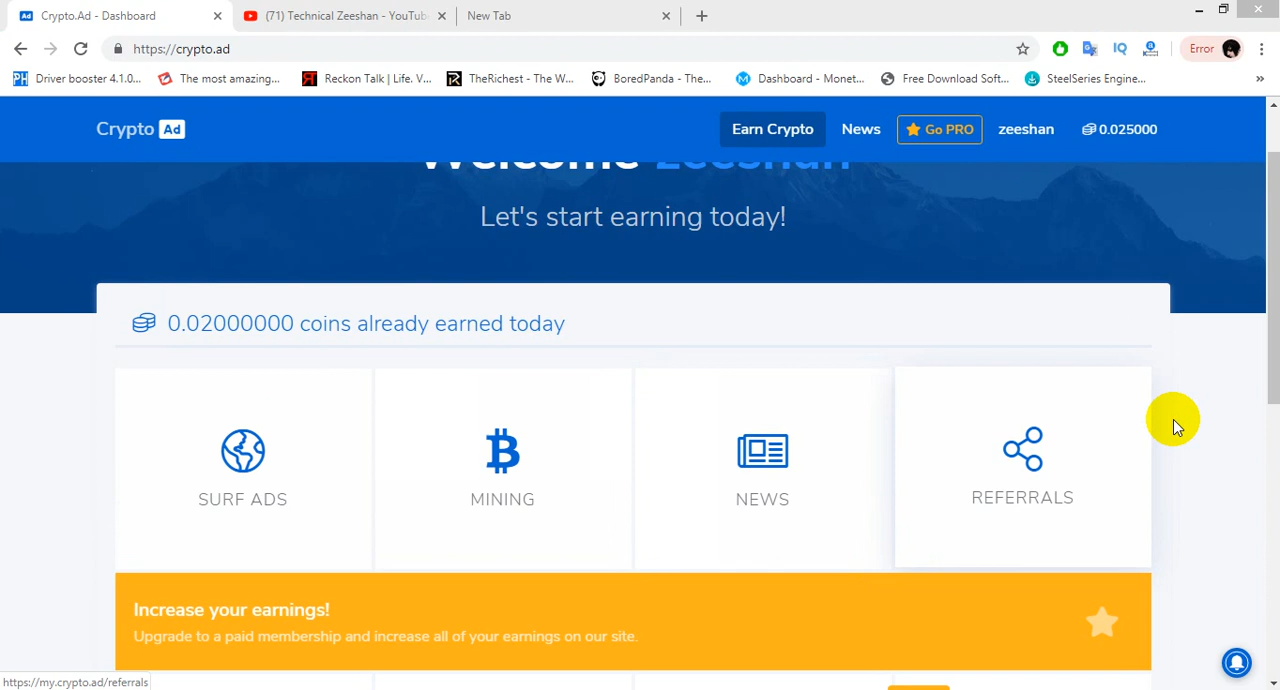 Crypto.Ad - Dashboard
(71) Technical Zeeshan - YouTub
New Tab
https://crypto.ad
Error
Driver booster 4.1.0...
The most amazing...
Reckon Talk | Life. V...
TheRichest - The W...
BoredPanda - The...
Dashboard - Monet...
Free Download Soft...
SteelSeries Engine...
»
Crypto Ad
Earn Crypto
News
Go PRO
zeeshan
0.025000
Welcome zeeshan
Let's start earning today!
0.02000000 coins already earned today
SURF ADS
MINING
NEWS
REFERRALS
Increase your earnings!
Upgrade to a paid membership and increase all of your earnings on our site.
https://my.crypto.ad/referrals